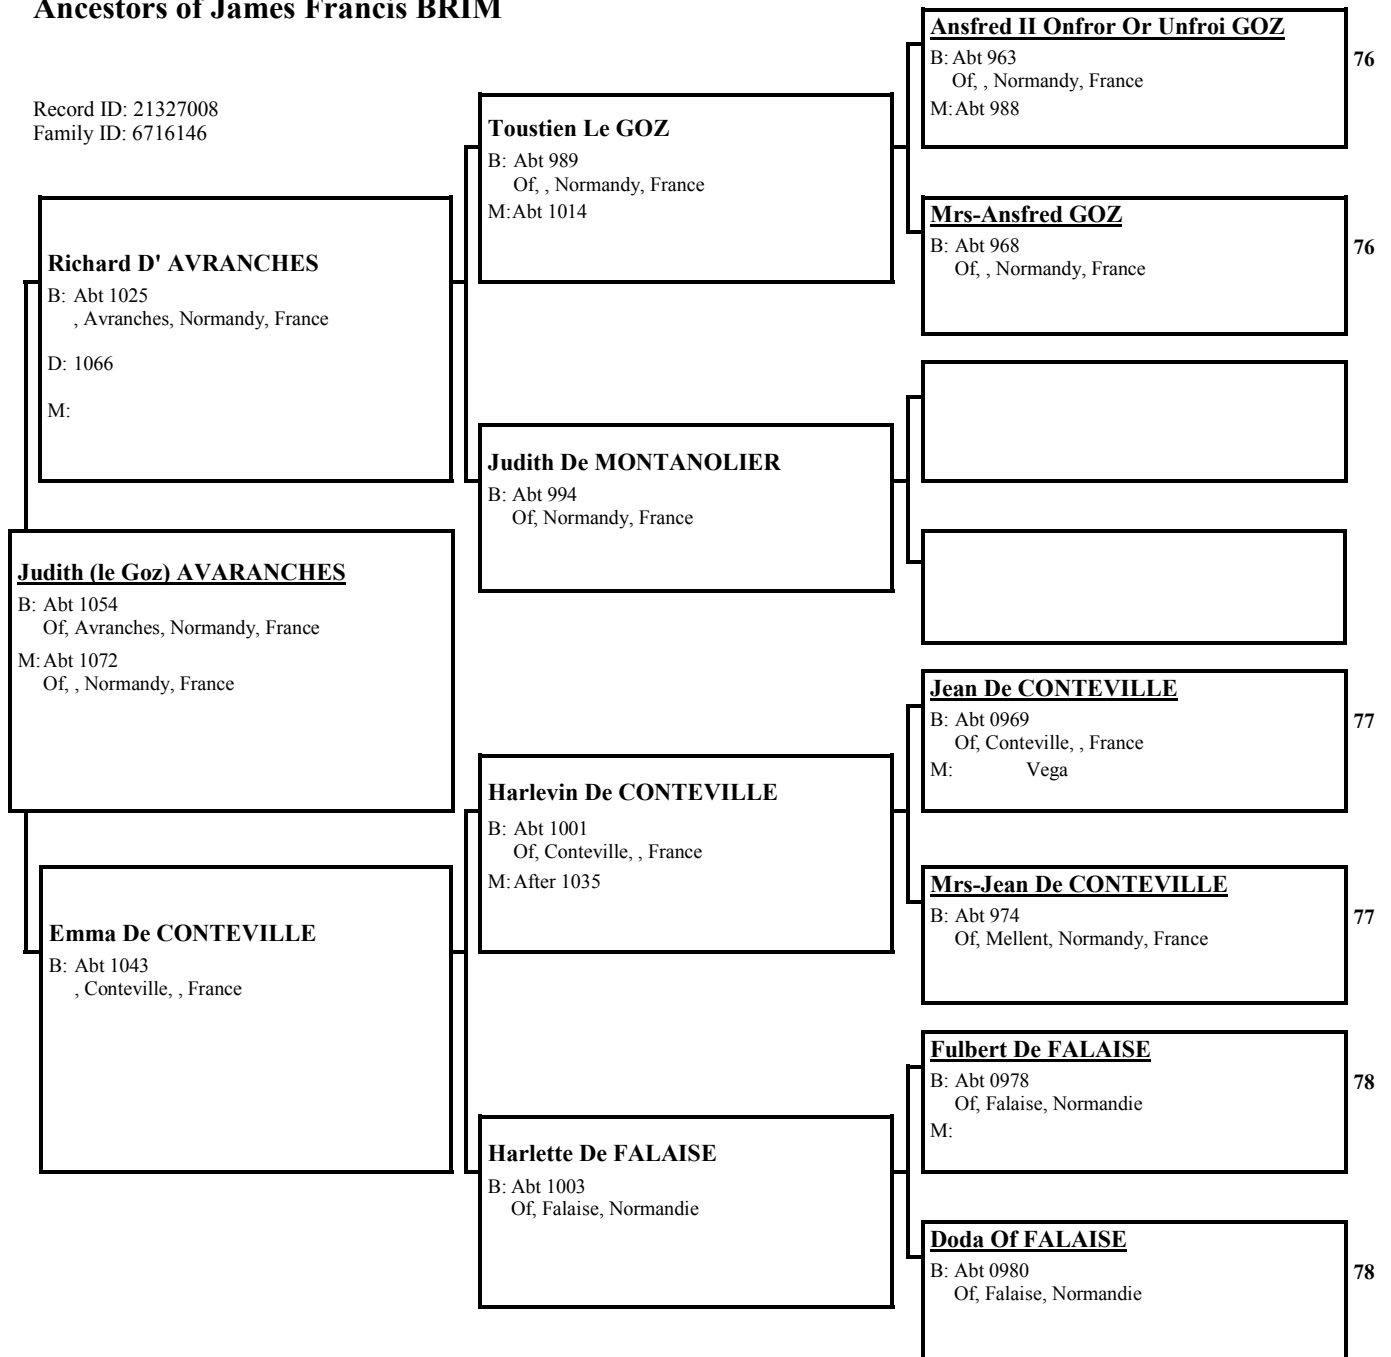 Ancestors of James Francis BRIM
Record ID: 21327008
Family ID: 6716146
Judith (le Goz) AVARANCHES
B: Abt 1054
Of, Avranches, Normandy, France
M: Abt 1072
Of, , Normandy, France
Richard D' AVRANCHES
B: Abt 1025
, Avranches, Normandy, France
D: 1066
M:
Emma De CONTEVILLE
B: Abt 1043
, Conteville, , France
Toustien Le GOZ
B: Abt 989
Of, , Normandy, France
M:Abt 1014
Judith De MONTANOLIER
B: Abt 994
Of, Normandy, France
Harlevin De CONTEVILLE
B: Abt 1001
Of, Conteville, , France
M: After 1035
Harlette De FALAISE
B: Abt 1003
Of, Falaise, Normandie
Ansfred II Onfror Or Unfroi GOZ
B: Abt 963
Of, , Normandy, France
M:Abt 988
76
Mrs-Ansfred GOZ
B: Abt 968
Of, , Normandy, France
76
Jean De CONTEVILLE
B: Abt 0969
Of, Conteville, , France
M: Vega
77
Mrs-Jean De CONTEVILLE
B: Abt 974
Of, Mellent, Normandy, France
77
Fulbert De FALAISE
B: Abt 0978
Of, Falaise, Normandie
M:
78
Doda Of FALAISE
B: Abt 0980
Of, Falaise, Normandie
78